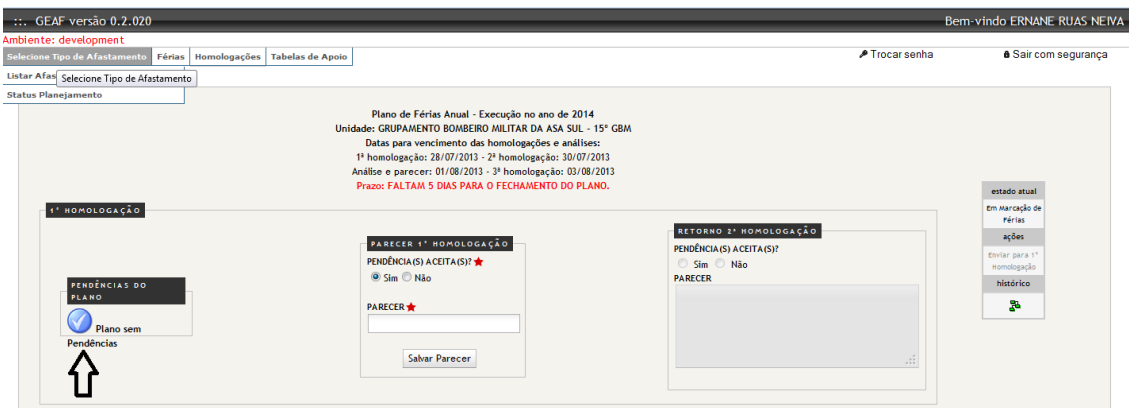 ::. GEAF versão 0.2.020
Bem-vindo ERNANE RUAS NEIVA
Ambiente: development
Selecione Tipo de Afastamento Férias Homologações Tabelas de Apoio
Trocar senha
Sair com segurança
Listar Afas
Selecione Tipo de Afastamento
Status Planejamento
Plano de Férias Anual - Execução no ano de 2014
Unidade: GRUPAMENTO BOMBEIRO MILITAR DA ASA SUL - 15º GBM
Datas para vencimento das homologações e análises:
1ª homologação: 28/07/2013 - 2ª homologação: 30/07/2013
Análise e parecer: 01/08/2013 - 3ª homologação: 03/08/2013
Prazo: FALTAM 5 DIAS PARA O FECHAMENTO DO PLANO.
1ª HOMOLOGAÇÃO
PENDÊNCIAS DO
PLANO
Plano sem
Pendências
PARECER 1ª HOMOLOGAÇÃO
PENDÊNCIA(S) ACEITA(S)?
Sim Não
PARECER
Salvar Parecer
RETORNO 2ª HOMOLOGAÇÃO
PENDÊNCIA(S) ACEITA(S)?
Sim Não
PARECER
estado atual
Em Marcação de
Férias
ações
Enviar para 1ª
Homologação
histórico